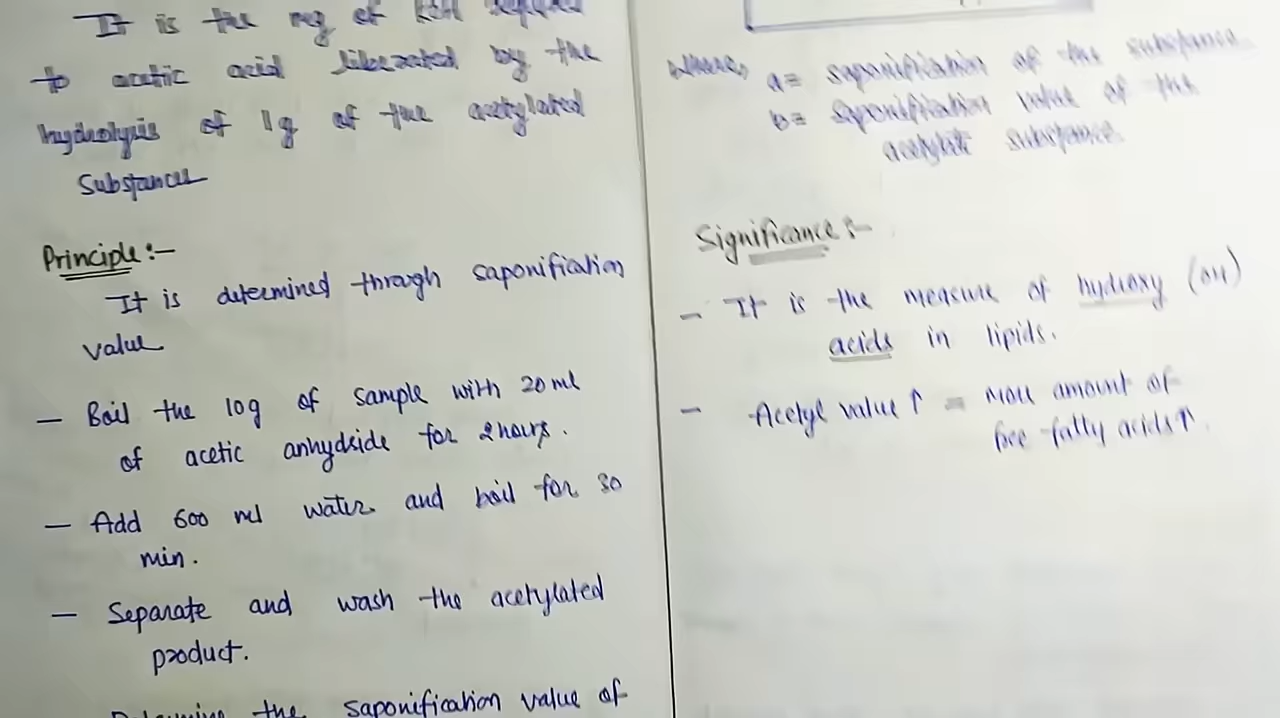 It is the mg of KOH required
to acetic acid liberated by the
hydrolysis of 1g of the acetylated
Substances
Principle :-
It is determined through saponification
value
- Boil the 10g of sample with 20 ml
of acetic anhydride for 2 hours.
- Add 600 ml water and boil for 30
min.
- Separate and wash the acetylated
product.
Determine the saponification value of
Where, a = saponification of the substance
b = saponification value of the
substance.
Significance :-
- It is the measure of hydroxy (OH)
acids in lipids.
- Acetyl value ↑ = More amount of
free fatty acids ↑.